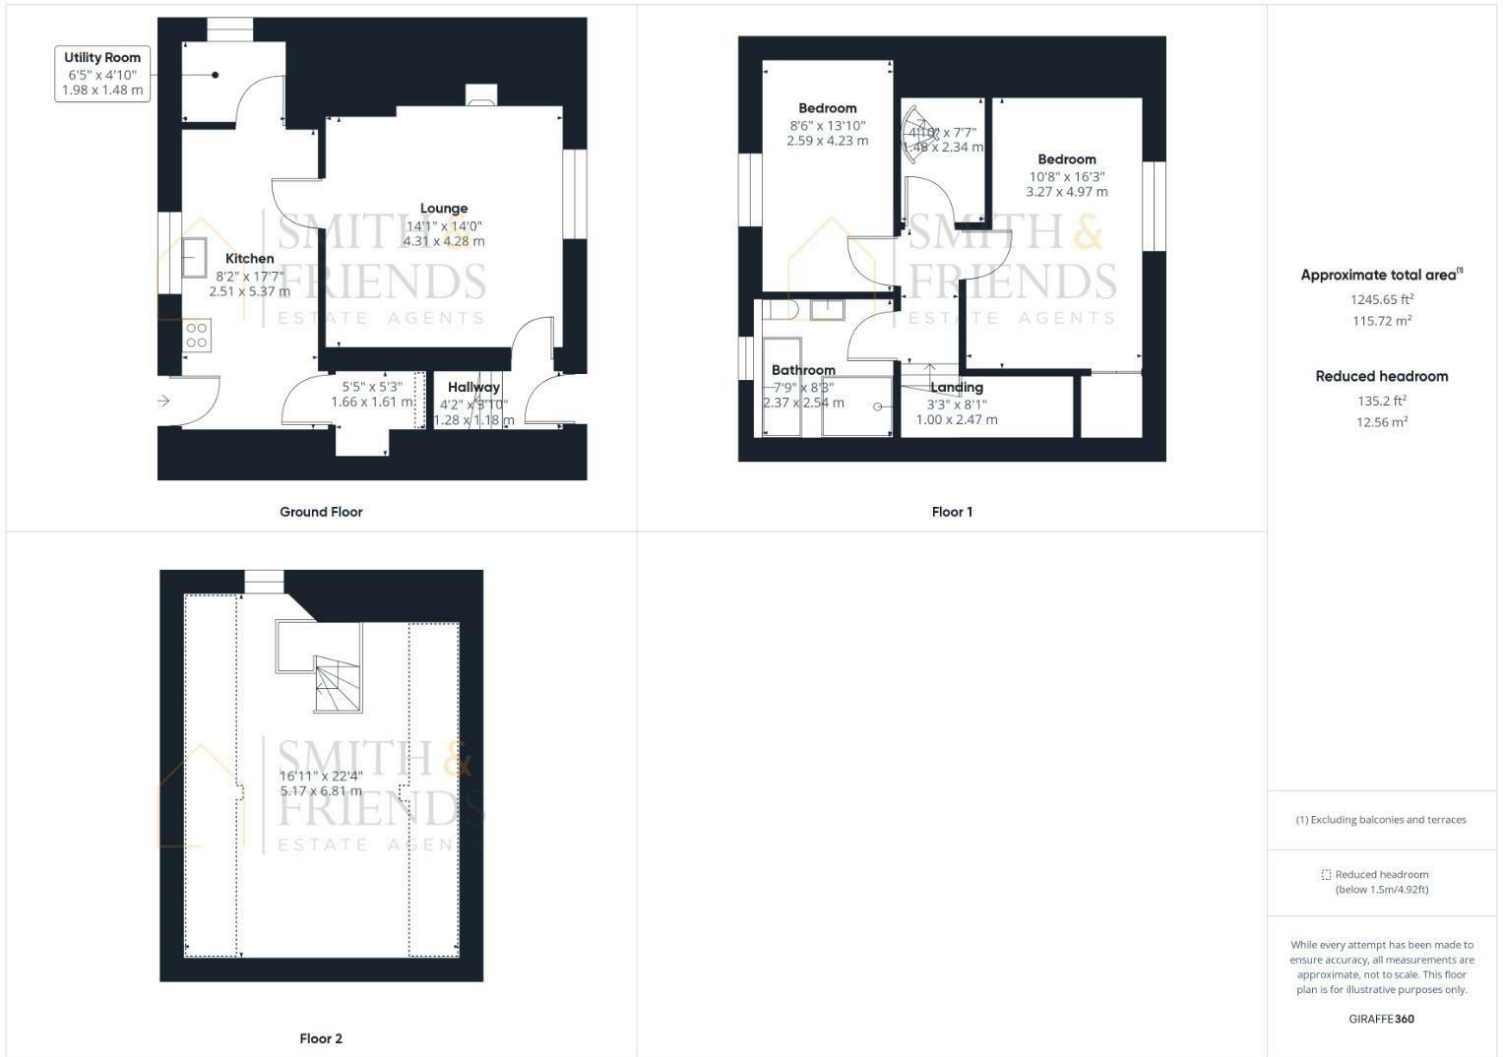 Utility Room
6'5" x 4'10"
1.98 x 1.48 m
Lounge
14'1" x 14'0"
4.31 x 4.28 m
Kitchen
8'2" x 17'7"
2.51 x 5.37 m
5'5" x 5'3"
1.66 x 1.61 m
Hallway
4'2" x 3'10"
1.28 x 1.18 m
SMITH &
FRIENDS
ESTATE AGENTS
Ground Floor
Bedroom
8'6" x 13'10"
2.59 x 4.23 m
4'10" x 7'7"
1.48 x 2.34 m
Bedroom
10'8" x 16'3"
3.27 x 4.97 m
SMITH &
FRIENDS
ESTATE AGENTS
Bathroom
7'9" x 8'3"
2.37 x 2.54 m
Landing
3'3" x 8'1"
1.00 x 2.47 m
Floor 1
16'11" x 22'4"
5.17 x 6.81 m
SMITH &
FRIENDS
ESTATE AGENTS
Floor 2
Approximate total area(1)
1245.65 ft²
115.72 m²
Reduced headroom
135.2 ft²
12.56 m²
(1) Excluding balconies and terraces
Reduced headroom
(below 1.5m/4.92ft)
While every attempt has been made to
ensure accuracy, all measurements are
approximate, not to scale. This floor
plan is for illustrative purposes only.
GIRAFFE360